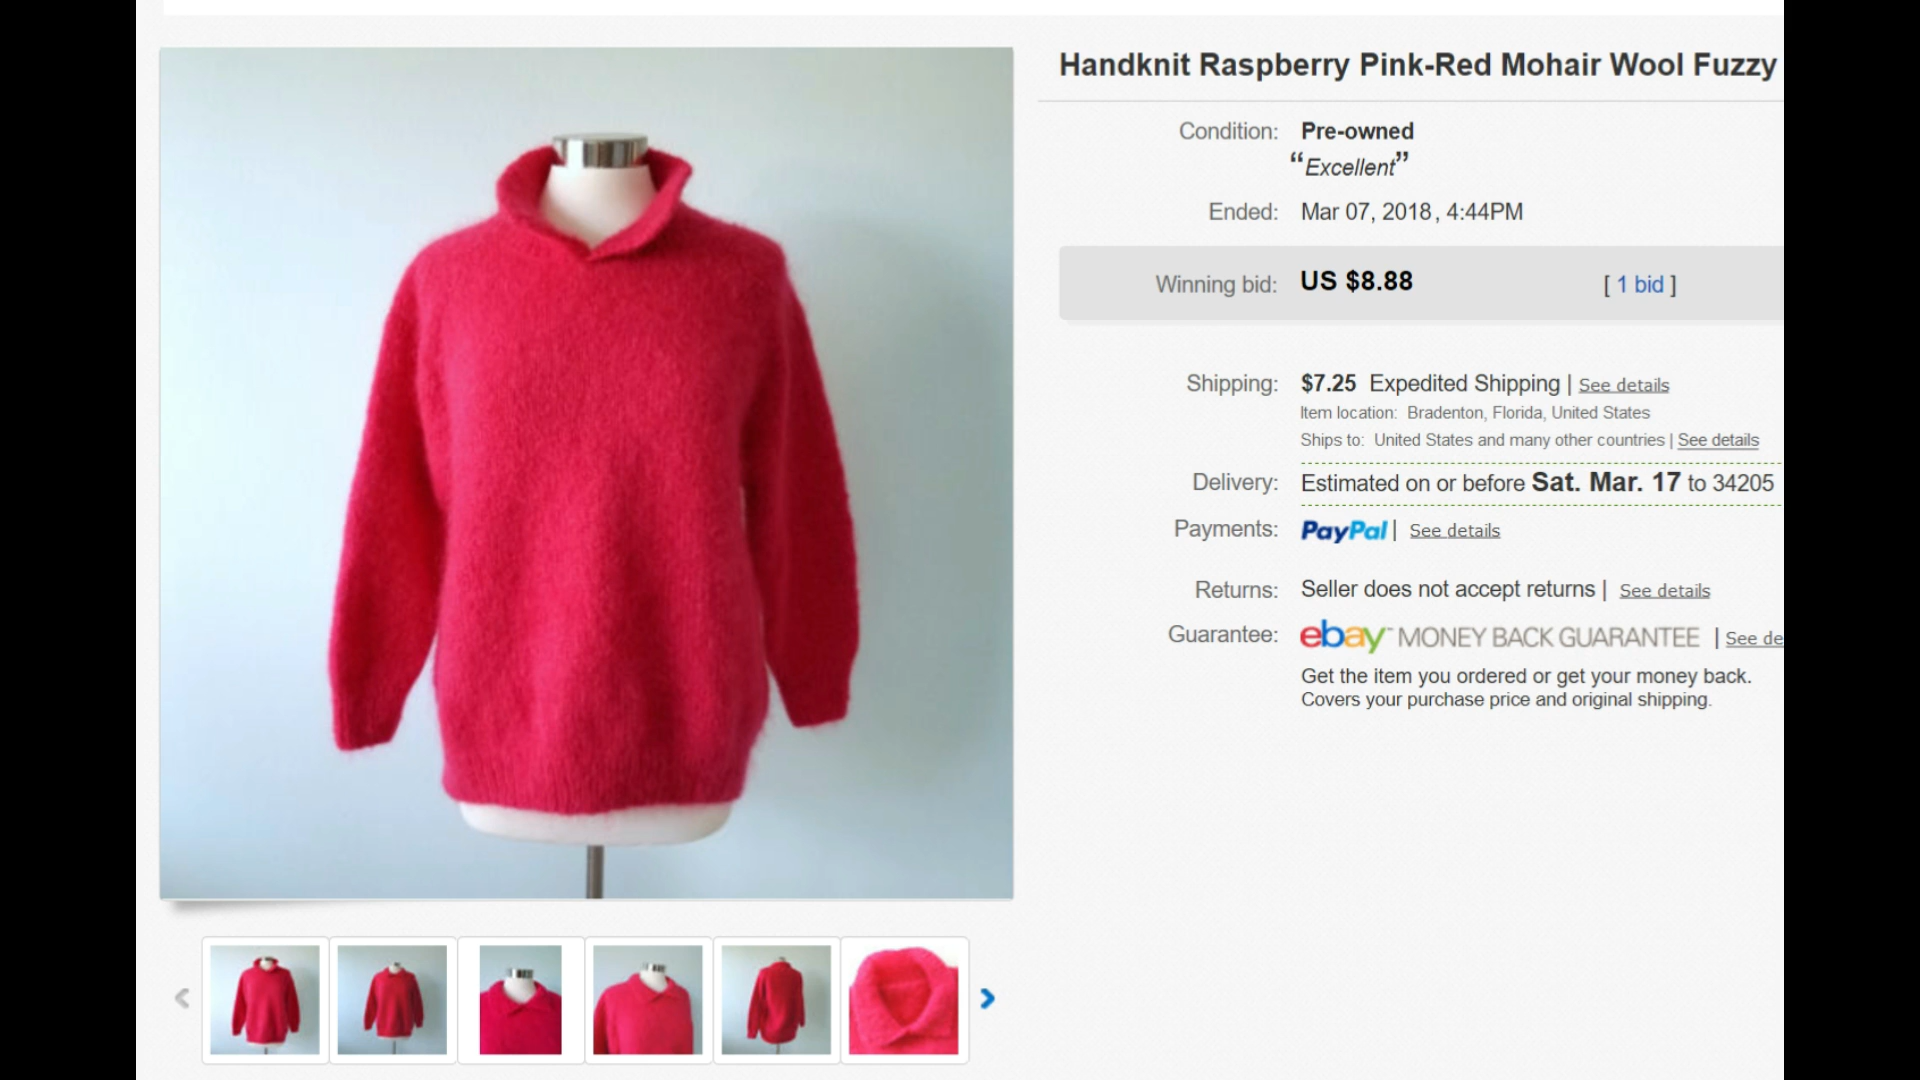 Handknit Raspberry Pink-Red Mohair Wool Fuzzy
Condition: Pre-owned
“Excellent”
Ended: Mar 07, 2018, 4:44PM
Winning bid: US $8.88 [ 1 bid ]
Shipping: $7.25 Expedited Shipping | See details
Item location: Bradenton, Florida, United States
Ships to: United States and many other countries | See details
Delivery: Estimated on or before Sat. Mar. 17 to 34205
Payments: PayPal | See details
Returns: Seller does not accept returns | See details
Guarantee: ebay™ MONEY BACK GUARANTEE | See de
Get the item you ordered or get your money back.
Covers your purchase price and original shipping.